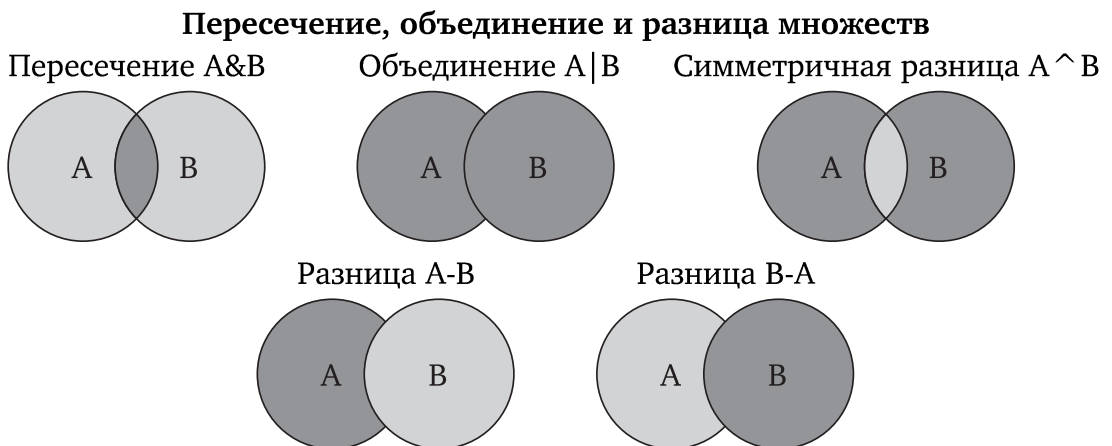 Пересечение, объединение и разница множеств
Пересечение A&B Объединение A|B Симметричная разница A^B
A B A B A B
Разница A-B Разница B-A
A B A B